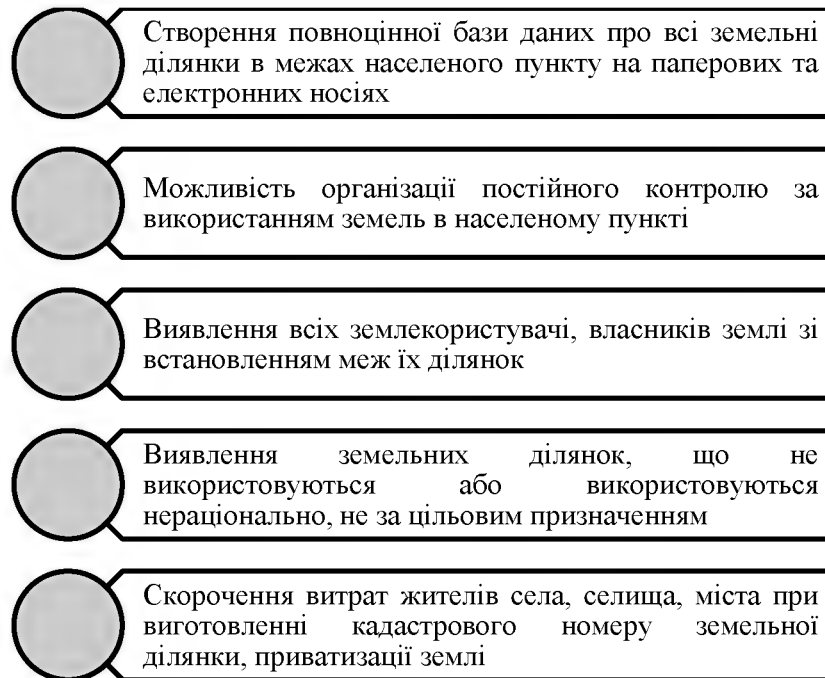 Створення повноцінної бази даних про всі земельні
ділянки в межах населеного пункту на паперових та
електронних носіях
Можливість організації постійного контролю за
використанням земель в населеному пункті
Виявлення всіх землекористувачі, власників землі зі
встановленням меж їх ділянок
Виявлення земельних ділянок, що не
використовуються або використовуються
нераціонально, не за цільовим призначенням
Скорочення витрат жителів села, селища, міста при
виготовленні кадастрового номеру земельної
ділянки, приватизації землі